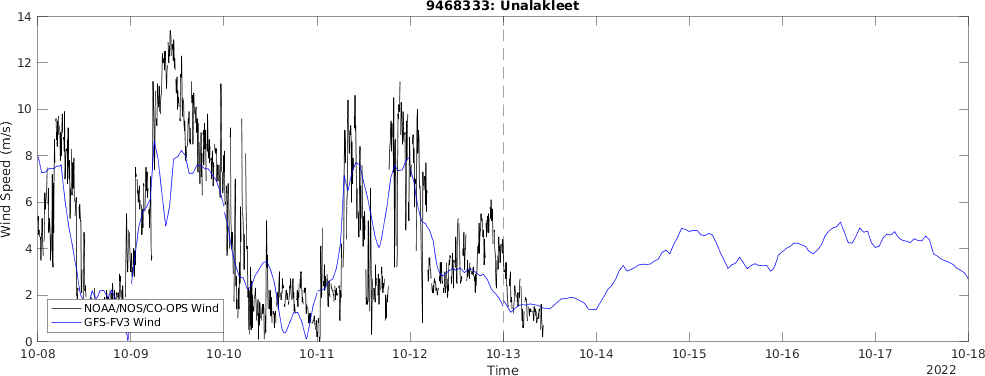 9468333: Unalakleet
Wind Speed (m/s)
14
12
10
8
6
4
2
0
NOAA/NOS/CO-OPS Wind
GFS-FV3 Wind
10-08 10-09 10-10 10-11 10-12 10-13 10-14 10-15 10-16 10-17 10-18
Time
2022